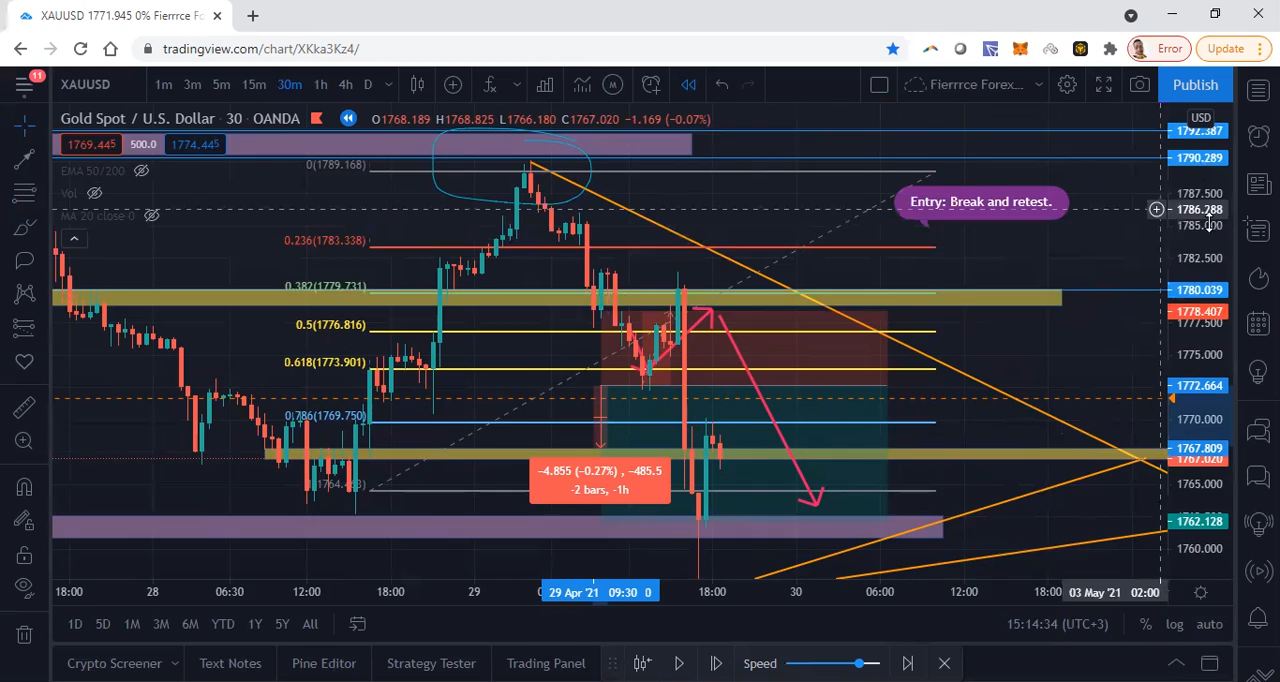 XAUUSD 1771.945 0% Fierrrce Fo
tradingview.com/chart/XKka3Kz4/
Error
Update
11
XAUUSD 1m 3m 5m 15m 30m 1h 4h D
Fierrrce Forex...
Publish
Gold Spot / U.S. Dollar · 30 · OANDA O1768.189 H1768.825 L1766.180 C1767.020 −1.169 (−0.07%)
USD
1792.387
1769.445 500.0 1774.445
1790.289
EMA 50/200
0(1789.168)
Vol
1787.500
Entry: Break and retest.
1786.288
MA 20 close 0
1785.000
0.236(1783.338)
1782.500
0.382(1779.731)
1780.039
1778.407
0.5(1776.816)
1777.500
0.618(1773.901)
1775.000
1772.664
0.786(1769.750)
1770.000
1767.809
1767.020
−4.855 (−0.27%) , −485.5
−2 bars, −1h
1765.000
1762.128
1760.000
18:00 28 06:30 12:00 18:00 29 29 Apr '21 09:30 0 18:00 30 06:00 12:00 18:00 03 May '21 02:00
1D 5D 1M 3M 6M YTD 1Y 5Y All
15:14:34 (UTC+3) % log auto
Crypto Screener Text Notes Pine Editor Strategy Tester Trading Panel Speed